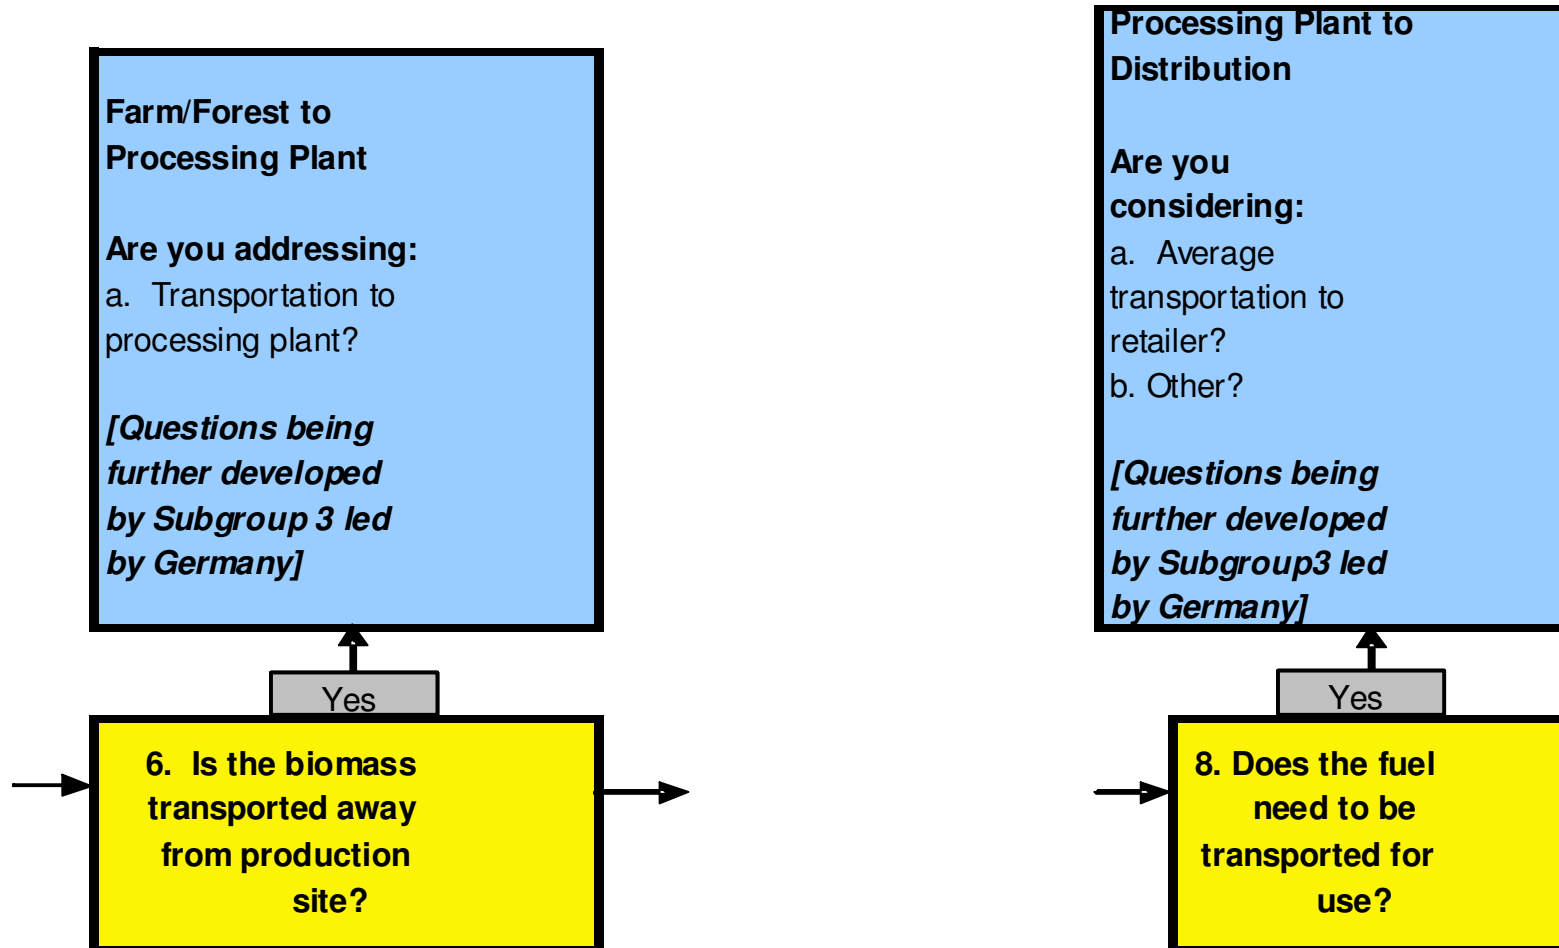 Farm/Forest to
Processing Plant
Are you addressing:
a. Transportation to
processing plant?
[Questions being
further developed
by Subgroup 3 led
by Germany]
Yes
6. Is the biomass
transported away
from production
site?
Processing Plant to
Distribution
Are you
considering:
a. Average
transportation to
retailer?
b. Other?
[Questions being
further developed
by Subgroup3 led
by Germany]
Yes
8. Does the fuel
need to be
transported for
use?